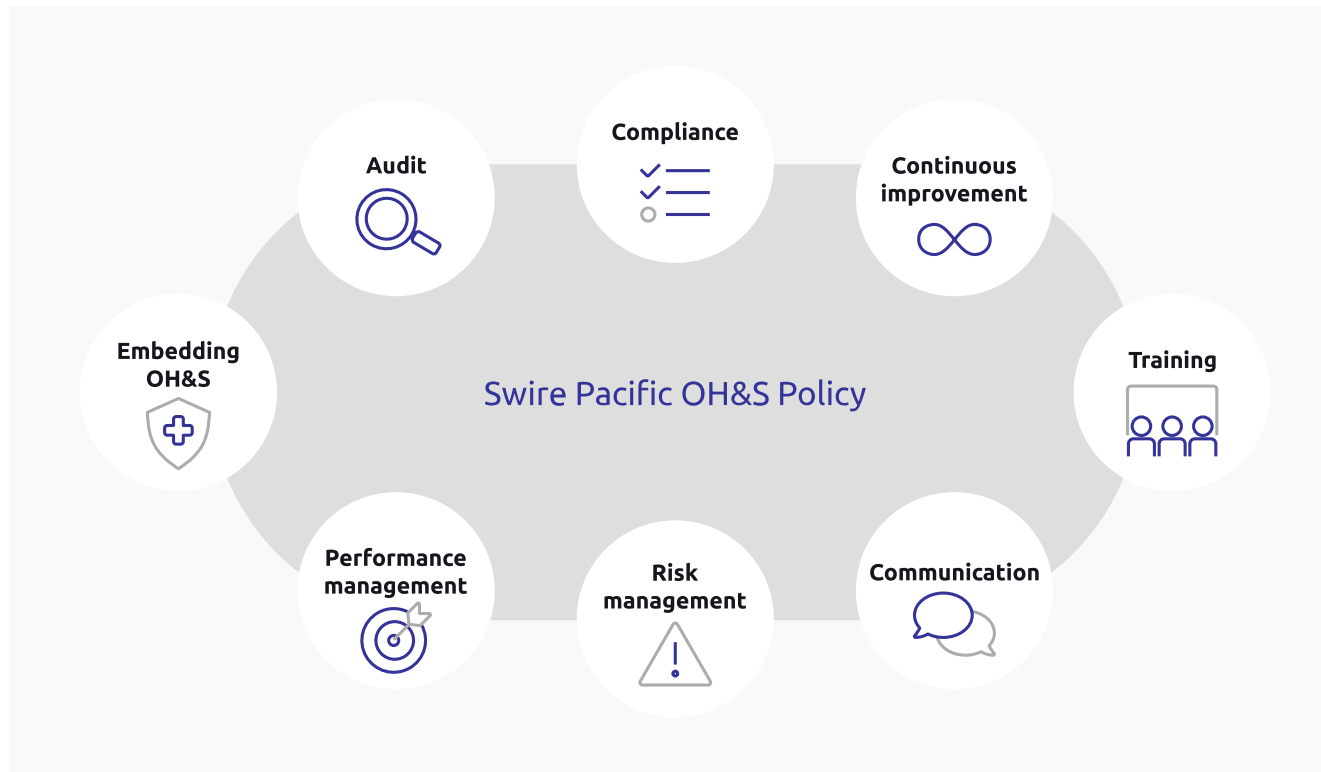 Compliance
Audit
Continuous
improvement
Embedding
OH&S
Training
Swire Pacific OH&S Policy
Performance
management
Risk
management
Communication